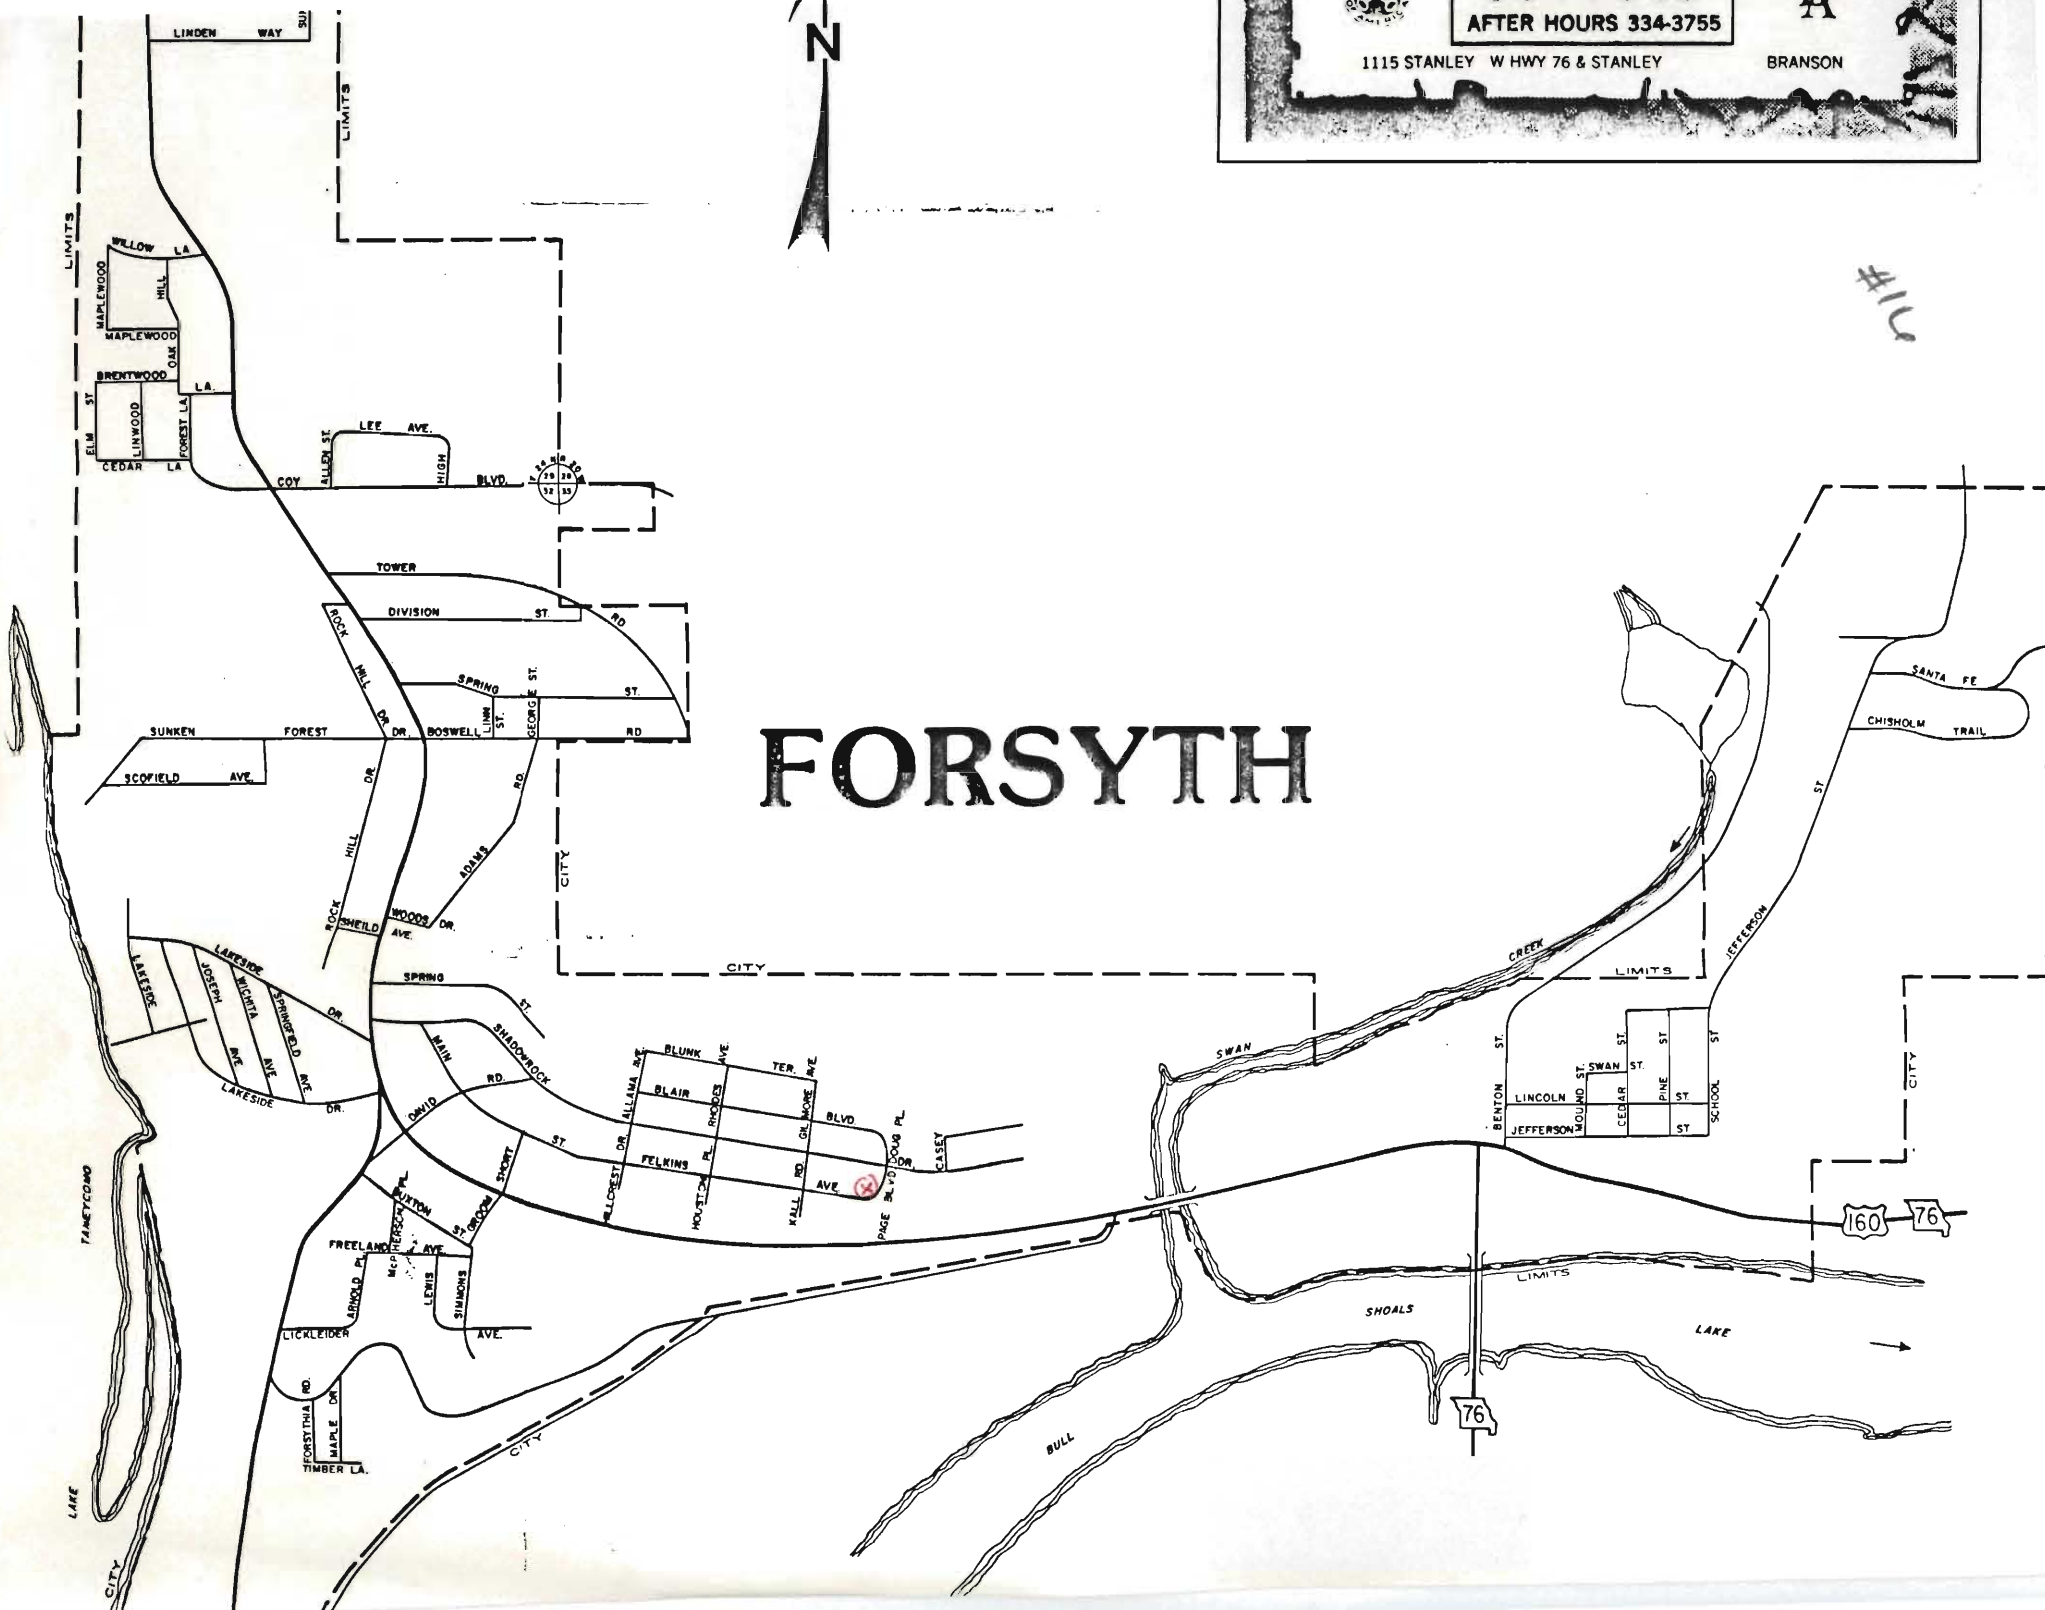 LINDEN WAY
LIMITS
N
OF AMERICA
AFTER HOURS 334-3755
1115 STANLEY W HWY 76 & STANLEY BRANSON
LIMITS
WILLOW LA
MAPLEWOOD
HILL
MAPLEWOOD
OAK
BRENTWOOD
LA.
ELM ST
LINWOOD
FOREST LA.
CEDAR LA
#16
ALLEN ST.
LEE AVE.
HIGH
COY BLVD.
TOWER RD
DIVISION ST.
ROCK HILL DR.
SPRING ST.
LINN ST.
GEORGE ST.
SUNKEN FOREST DR.
BOSWELL RD
SCOFIELD AVE.
FORSYTH
SANTA FE
CHISHOLM TRAIL
ROCK HILL DR.
ADAMS RD.
CITY
WOODS DR.
SHEILD AVE.
JEFFERSON ST
LAKESIDE DR.
LAKESIDE
JOSEPH AVE
WICHITA AVE
SPRINGFIELD AVE
LAKESIDE DR.
SPRING ST.
CITY LIMITS
SWAN CREEK
MAIN ST.
SHADOWROCK DR.
DAVID RD.
BLUNK TER.
ALLAMA AVE.
BLAIR BLVD.
RHODES AVE.
GILMORE AVE.
DOUG PL.
CASEY
FELKINS AVE.
HILLCREST DR.
HOUSTON PL.
KALL RD
PAGE BLVD
BENTON ST.
LINCOLN ST.
MOUND ST.
SWAN ST.
CEDAR ST.
PINE ST
SCHOOL ST
JEFFERSON ST
CITY
BUXTON ST.
PL
SHORT
GROOM
FREELAND AVE.
McPHERSON
ARNOLD PL.
LEWIS
SIMMONS
LICKLEIDER AVE.
FORSYTHIA RD.
MAPLE DR.
TIMBER LA.
LAKE TANEYCOMO
CITY
CITY
LIMITS
160
76
BULL SHOALS LAKE
76